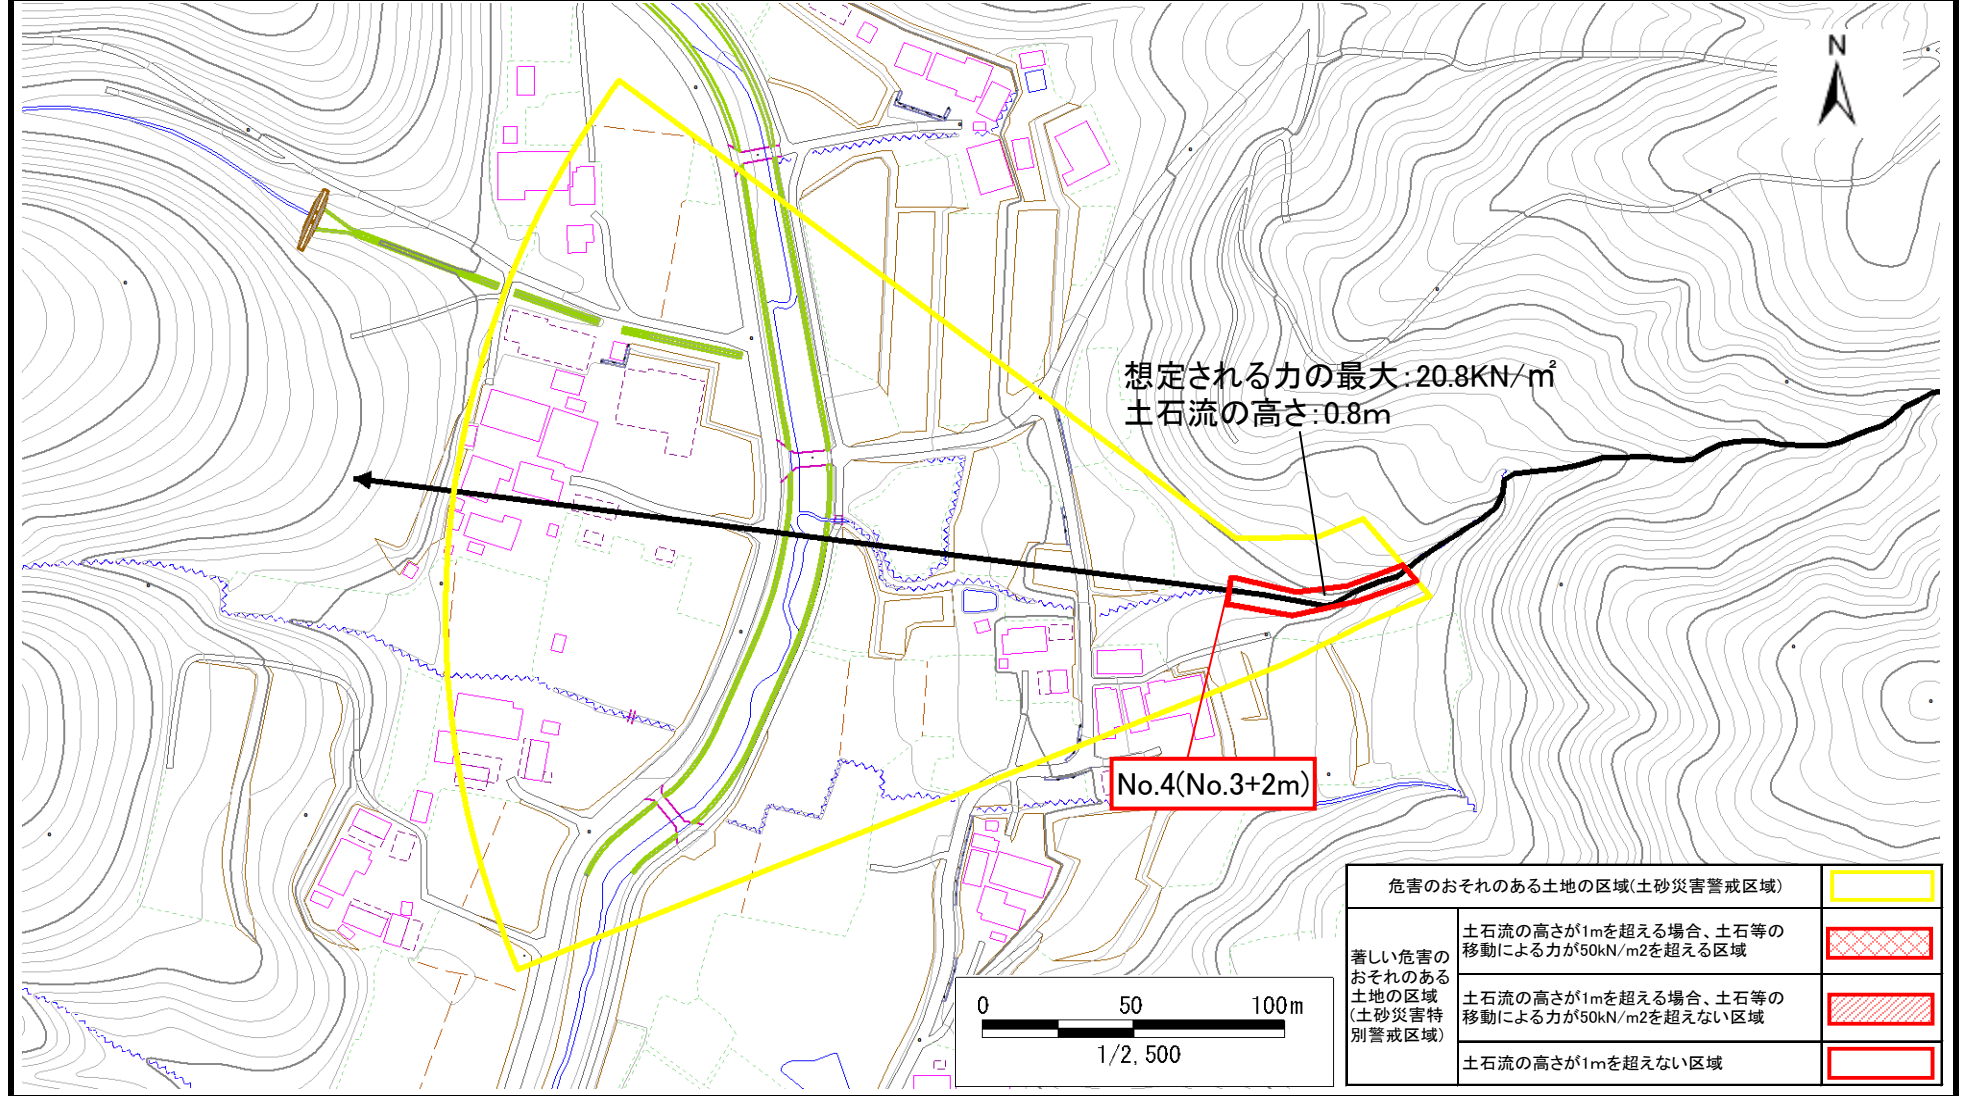 N
想定される力の最大:20.8KN/㎡
土石流の高さ:0.8m
No.4(No.3+2m)
0 50 100m
1/2,500
危害のおそれのある土地の区域(土砂災害警戒区域)
著しい危害の
おそれのある
土地の区域
(土砂災害特
別警戒区域)
土石流の高さが1mを超える場合、土石等の
移動による力が50kN/m2を超える区域
土石流の高さが1mを超える場合、土石等の
移動による力が50kN/m2を超えない区域
土石流の高さが1mを超えない区域